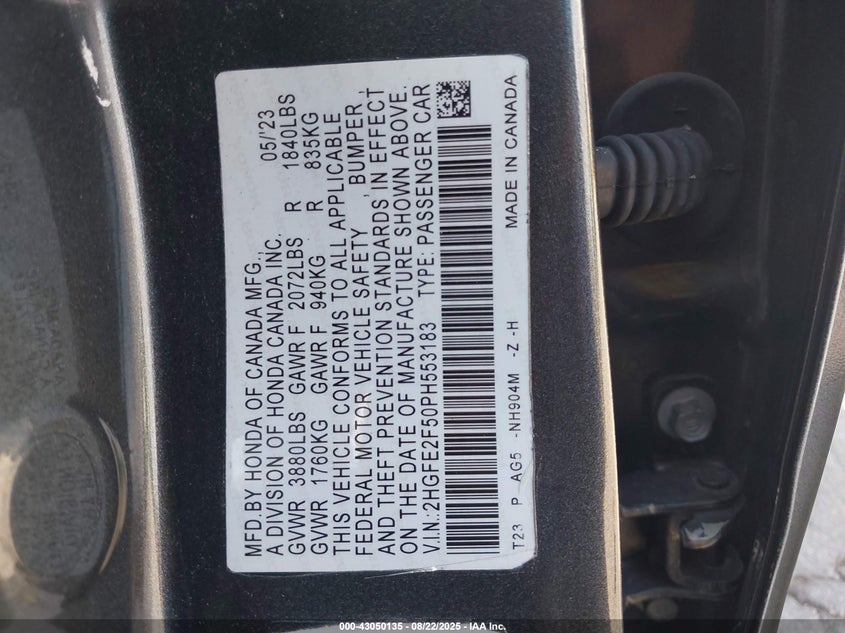 MFD.BY HONDA OF CANADA MFG.,
A DIVISION OF HONDA CANADA INC. 05/'23
GVWR 3880LBS GAWR F 2072LBS R 1840LBS
GVWR 1760KG GAWR F 940KG R 835KG
THIS VEHICLE CONFORMS TO ALL APPLICABLE
FEDERAL MOTOR VEHICLE SAFETY , BUMPER ,
AND THEFT PREVENTION STANDARDS IN EFFECT
ON THE DATE OF MANUFACTURE SHOWN ABOVE.
V.I.N.:2HGFE2F50PH553183 TYPE: PASSENGER CAR
T23 P AG5 -NH904M -Z -H MADE IN CANADA
000-43050135 - 08/22/2025 - IAA Inc.